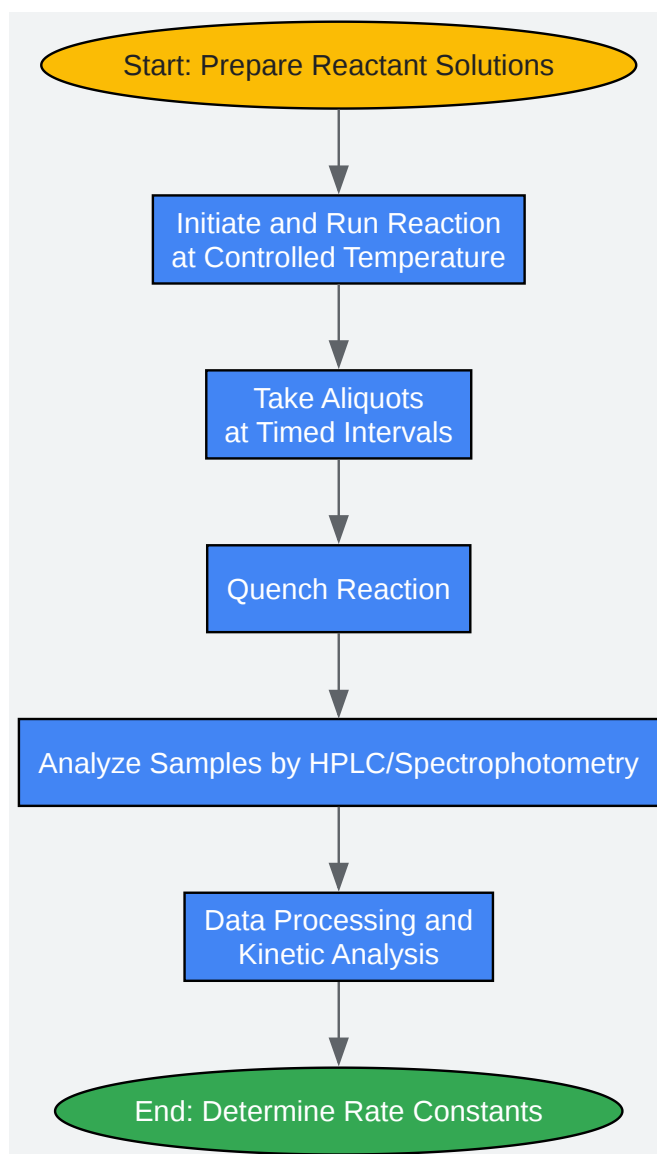 Start: Prepare Reactant Solutions
Initiate and Run Reaction
at Controlled Temperature
Take Aliquots
at Timed Intervals
Quench Reaction
Analyze Samples by HPLC/Spectrophotometry
Data Processing and
Kinetic Analysis
End: Determine Rate Constants